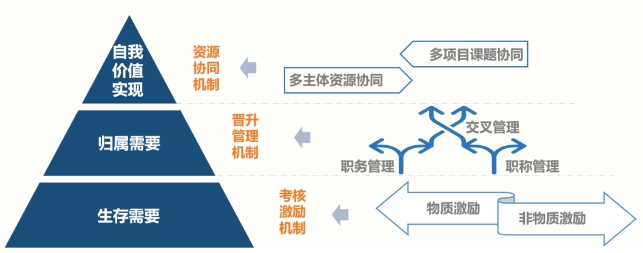 自我
价值
实现
资源
协同
机制
多项目课题协同
多主体资源协同
归属需要
晋升
管理
机制
交叉管理
职务管理
职称管理
生存需要
考核
激励
机制
物质激励
非物质激励